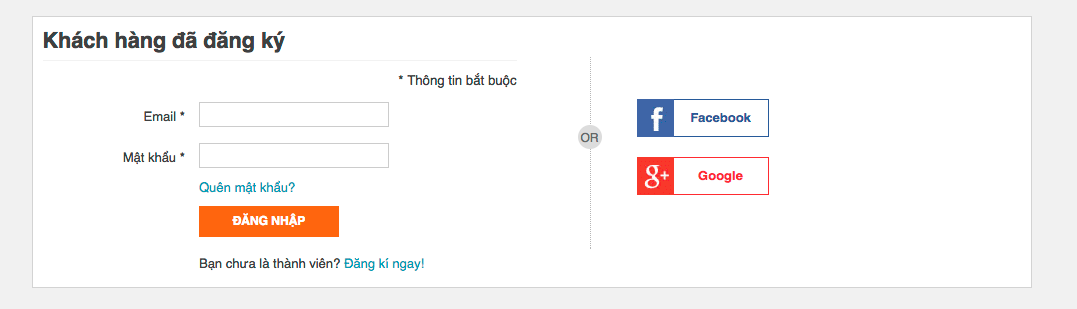 Khách hàng đã đăng ký
* Thông tin bắt buộc
Email *
Mật khẩu *
Quên mật khẩu?
ĐĂNG NHẬP
Bạn chưa là thành viên? Đăng kí ngay!
OR
f Facebook
g+ Google